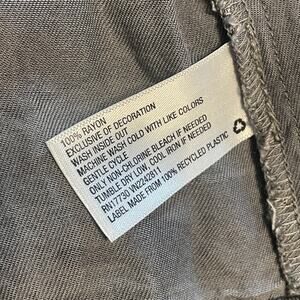 100% RAYON
EXCLUSIVE OF DECORATION
WASH INSIDE OUT
MACHINE WASH COLD WITH LIKE COLORS
GENTLE CYCLE
ONLY NON-CHLORINE BLEACH IF NEEDED
TUMBLE DRY LOW, COOL IRON IF NEEDED
RN17730 VN2242811
LABEL MADE FROM 100% RECYCLED PLASTIC